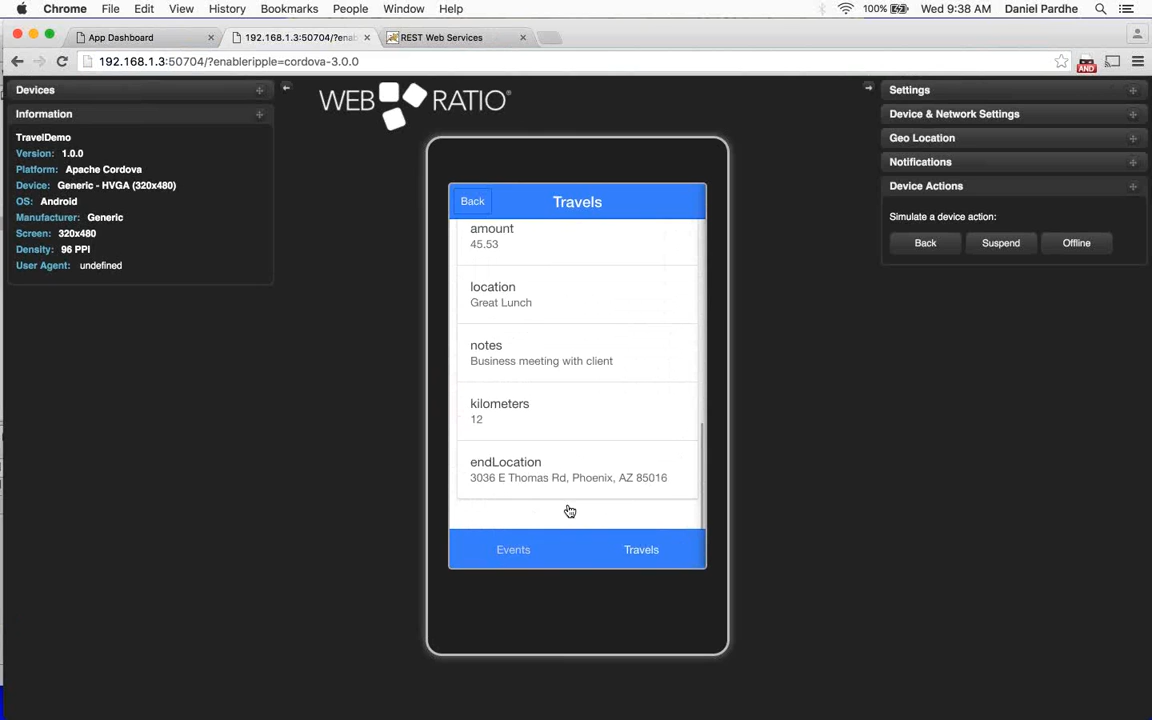 Chrome File Edit View History Bookmarks People Window Help 100% Wed 9:38 AM Daniel Pardhe
App Dashboard × 192.168.1.3:50704/?enab × REST Web Services ×
192.168.1.3:50704/?enableripple=cordova-3.0.0
AND
Devices
Information
TravelDemo
Version: 1.0.0
Platform: Apache Cordova
Device: Generic - HVGA (320x480)
OS: Android
Manufacturer: Generic
Screen: 320x480
Density: 96 PPI
User Agent: undefined
WEB RATIO®
Back Travels
amount
45.53
location
Great Lunch
notes
Business meeting with client
kilometers
12
endLocation
3036 E Thomas Rd, Phoenix, AZ 85016
Events Travels
Settings
Device & Network Settings
Geo Location
Notifications
Device Actions
Simulate a device action:
Back Suspend Offline